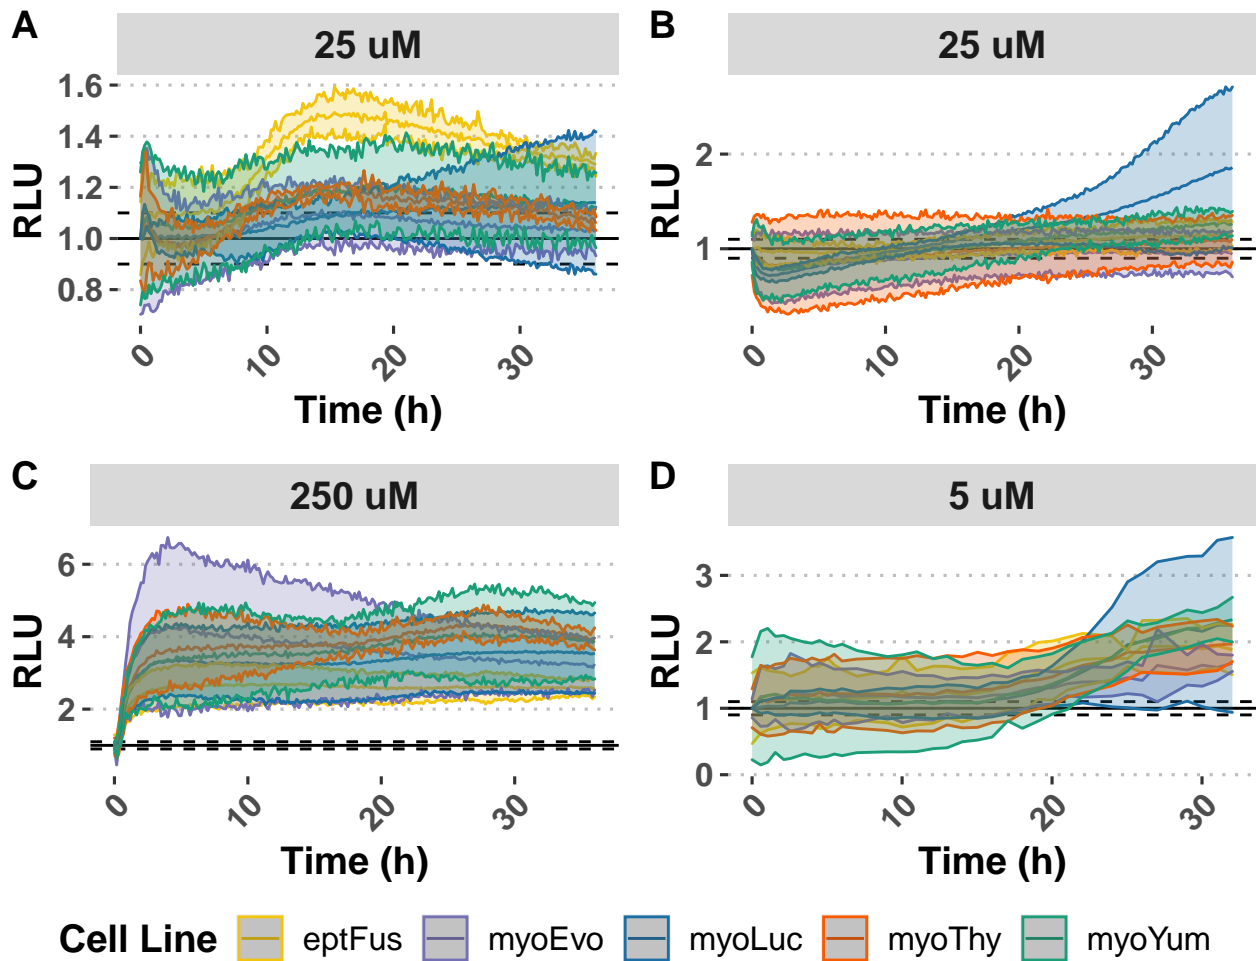 A
25 uM
1.6
1.4
1.2
1.0
0.8
RLU
0 10 20 30
Time (h)
B
25 uM
2
1
RLU
0 10 20 30
Time (h)
C
250 uM
6
4
2
RLU
0 10 20 30
Time (h)
D
5 uM
3
2
1
0
RLU
0 10 20 30
Time (h)
Cell Line eptFus myoEvo myoLuc myoThy myoYum